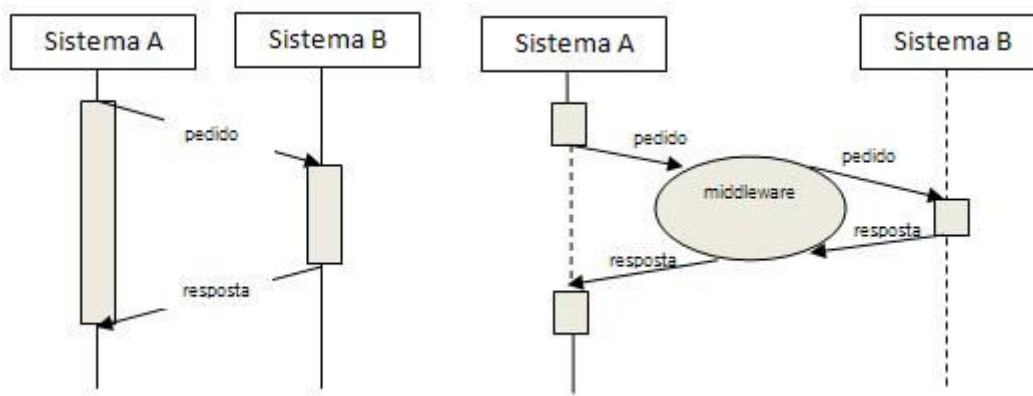 Sistema A
Sistema B
pedido
resposta
Sistema A
Sistema B
pedido
pedido
middleware
resposta
resposta